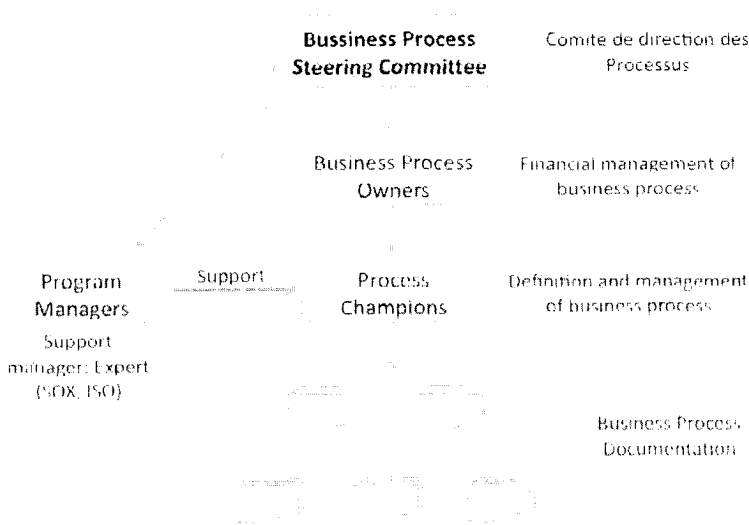 Bussiness Process
Steering Committee
Comite de direction des
Processus
Business Process
Owners
Financial management of
business process
Program
Managers
Support
manager: Expert
(SOX, ISO)
Support
Process
Champions
Definition and management
of business process
Business Process
Documentation